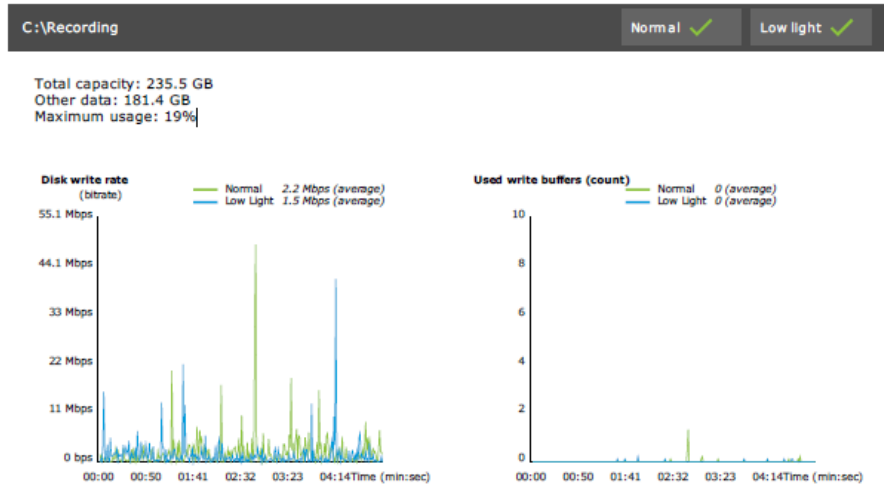 C:\Recording
Normal
Low light
Total capacity: 235.5 GB
Other data: 181.4 GB
Maximum usage: 19%
Disk write rate
(bitrate)
Normal 2.2 Mbps (average)
Low Light 1.5 Mbps (average)
55.1 Mbps
44.1 Mbps
33 Mbps
22 Mbps
11 Mbps
0 bps
00:00 00:50 01:41 02:32 03:23 04:14Time (min:sec)
Used write buffers (count)
Normal 0 (average)
Low Light 0 (average)
10
8
6
4
2
0
00:00 00:50 01:41 02:32 03:23 04:14Time (min:sec)